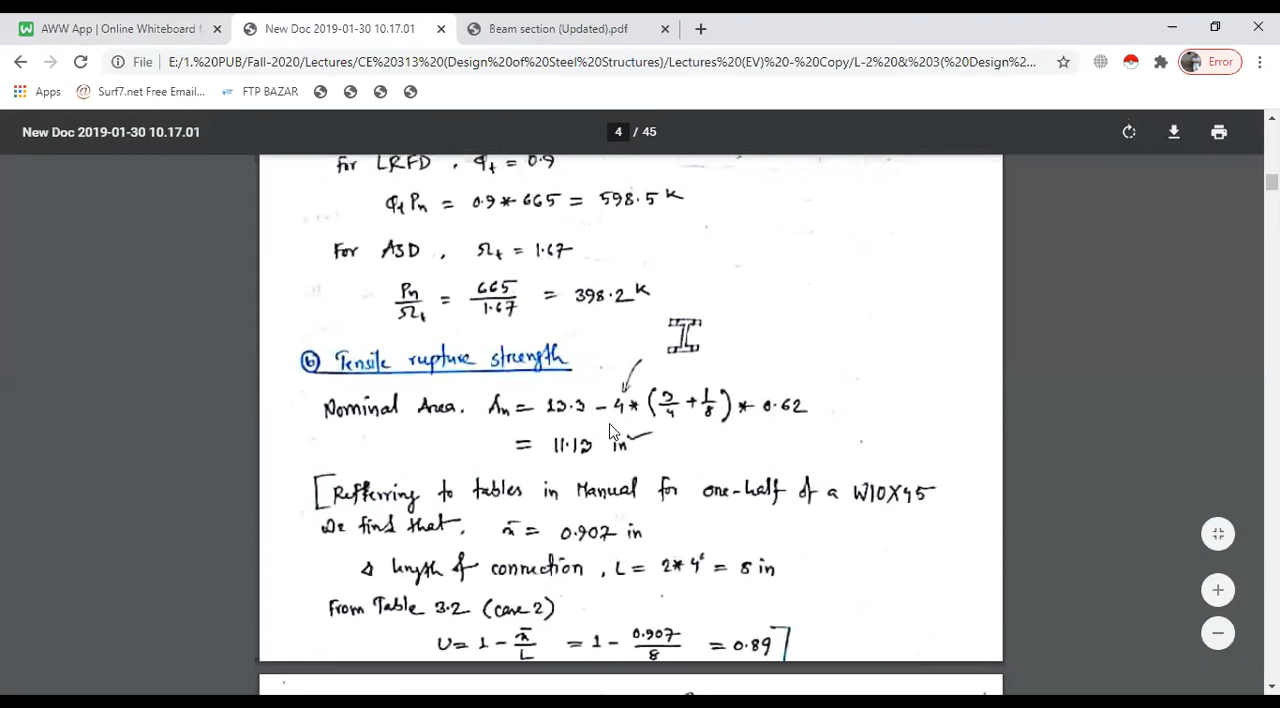 AWW App | Online Whiteboard f
New Doc 2019-01-30 10.17.01
Beam section (Updated).pdf
File E:/1.%20PUB/Fall-2020/Lectures/CE%20313%20(Design%20of%20Steel%20Structures)/Lectures%20(EV)%20-%20Copy/L-2%20&%203(%20Design%2... Error
Apps Surf7.net Free Email... FTP BAZAR
New Doc 2019-01-30 10.17.01 4 / 45
For LRFD , φt = 0.9
φt Pn = 0.9 * 665 = 598.5 K
For ASD , Ωt = 1.67
Pn/Ωt = 665/1.67 = 398.2 K
(b) Tensile rupture strength
Nominal Area. An = 13.3 - 4 * (3/4 + 1/8) * 0.62
= 11.13 in
[Refferring to tables in Manual for one-half of a W10X45
We find that, x̄ = 0.907 in
& length of connection , L = 2*4" = 8 in
From Table 3.2 (case 2)
U = 1 - x̄/L = 1 - 0.907/8 = 0.89]